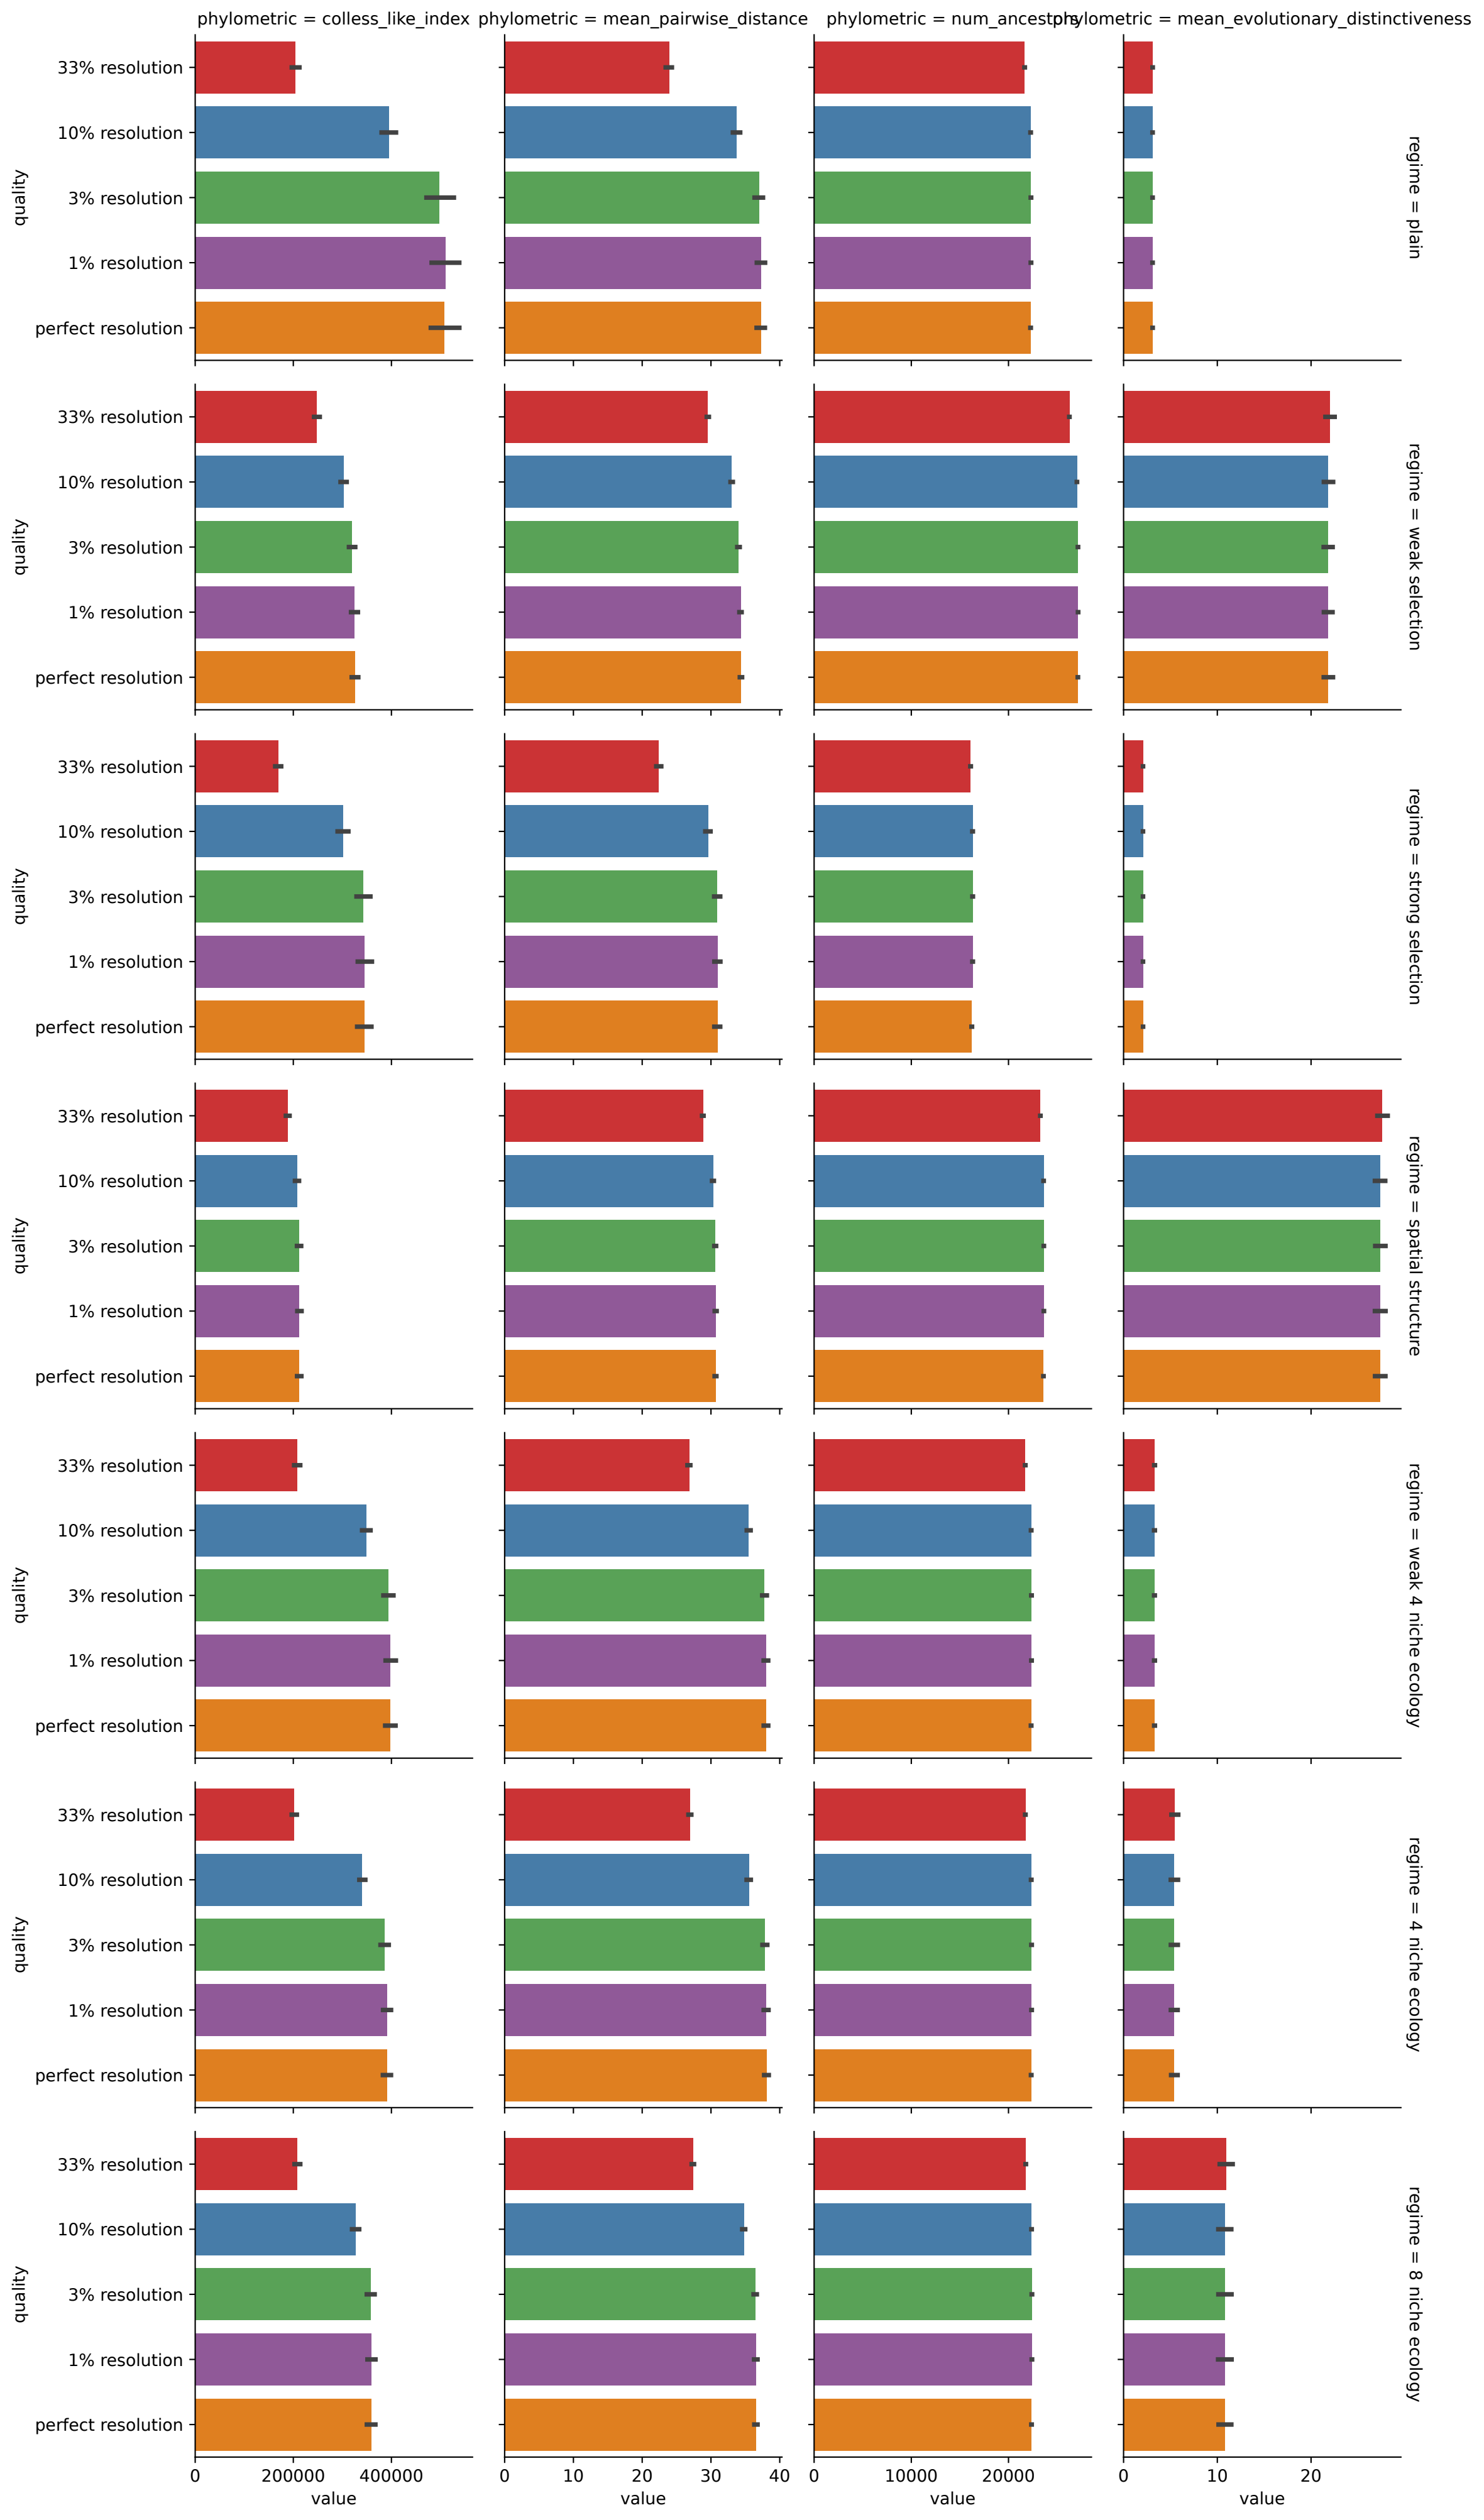 phylometric = colless_like_index
phylometric = mean_pairwise_distance
phylometric = num_ancestors
phylometric = mean_evolutionary_distinctiveness
33% resolution
10% resolution
3% resolution
1% resolution
perfect resolution
quality
regime = plain
33% resolution
10% resolution
3% resolution
1% resolution
perfect resolution
quality
regime = weak selection
33% resolution
10% resolution
3% resolution
1% resolution
perfect resolution
quality
regime = strong selection
33% resolution
10% resolution
3% resolution
1% resolution
perfect resolution
quality
regime = spatial structure
33% resolution
10% resolution
3% resolution
1% resolution
perfect resolution
quality
regime = weak 4 niche ecology
33% resolution
10% resolution
3% resolution
1% resolution
perfect resolution
quality
regime = 4 niche ecology
33% resolution
10% resolution
3% resolution
1% resolution
perfect resolution
quality
regime = 8 niche ecology
0 200000 400000
0 10 20 30 40
0 10000 20000
0 10 20
value
value
value
value